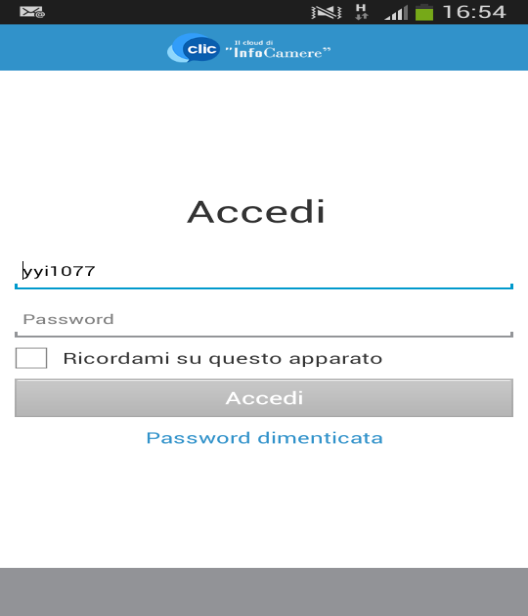 H
16:54
clic
Il cloud di
"InfoCamere"
Accedi
yyi1077
Password
Ricordami su questo apparato
Accedi
Password dimenticata